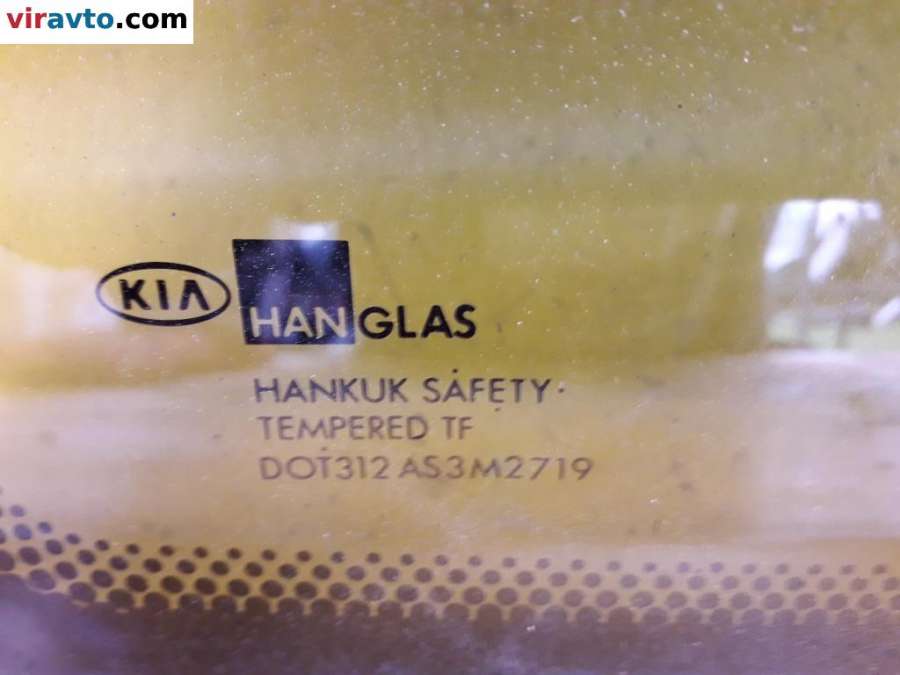 viravto.com
KIA HANGLAS
HANKUK SAFETY
TEMPERED TF
DOT312 AS3M2719